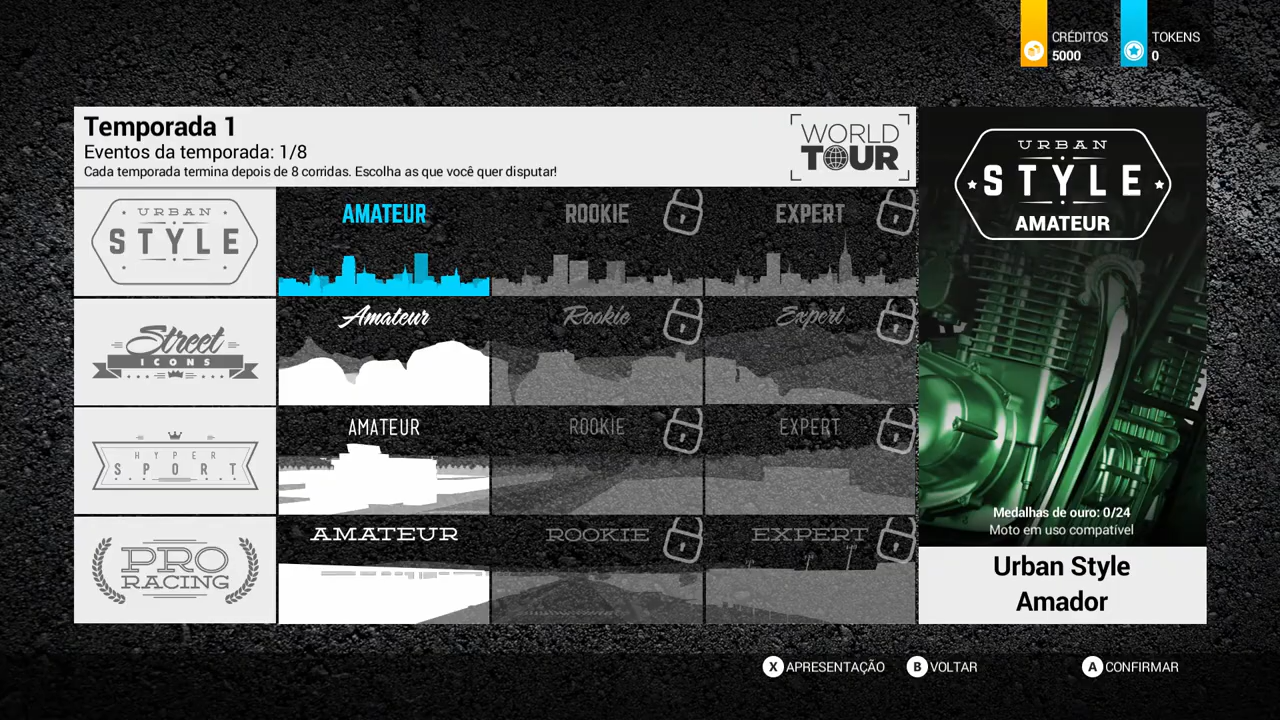 CRÉDITOS
5000
TOKENS
0
Temporada 1
Eventos da temporada: 1/8
Cada temporada termina depois de 8 corridas. Escolha as que você quer disputar!
WORLD
TOUR
URBAN
STYLE
AMATEUR
ROOKIE
EXPERT
Street
ICONS
Amateur
Rookie
Expert
HYPER
SPORT
AMATEUR
ROOKIE
EXPERT
PRO
RACING
AMATEUR
ROOKIE
EXPERT
URBAN
STYLE
AMATEUR
Medalhas de ouro: 0/24
Moto em uso compatível
Urban Style
Amador
X APRESENTAÇÃO
B VOLTAR
A CONFIRMAR